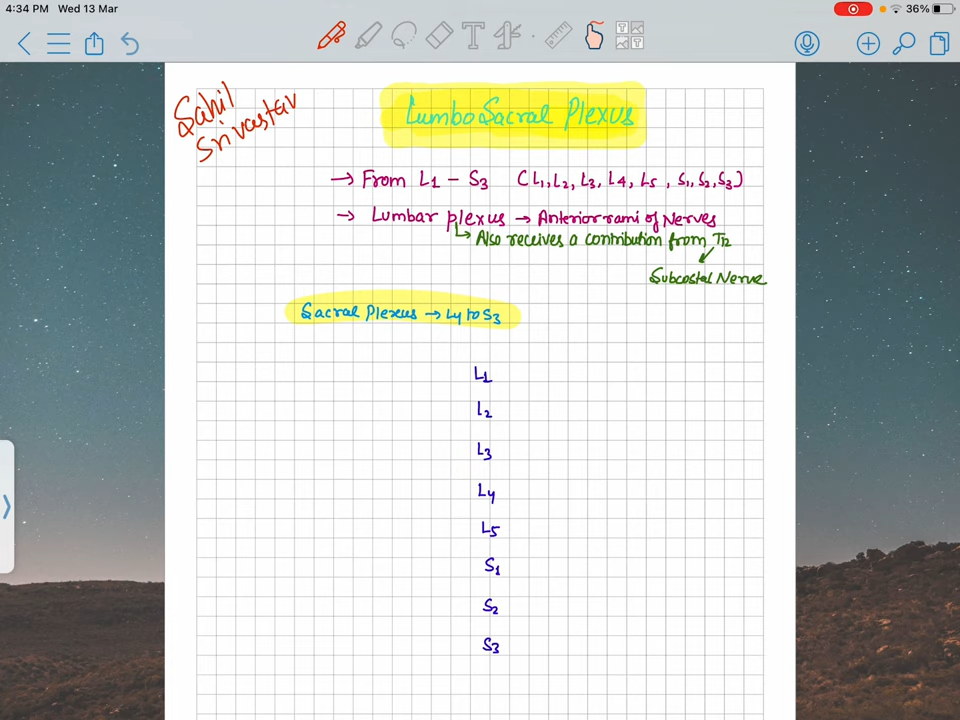 4:34 PM Wed 13 Mar
36%
Sahil
Srivastav
LumboSacral Plexus
→ From L1 - S3 (L1, L2, L3, L4, L5, S1, S2, S3)
→ Lumbar plexus → Anterior rami of Nerves
↳ Also receives a contribution from T12
Subcostal Nerve
Sacral Plexus → L4 to S3
L1
L2
L3
L4
L5
S1
S2
S3